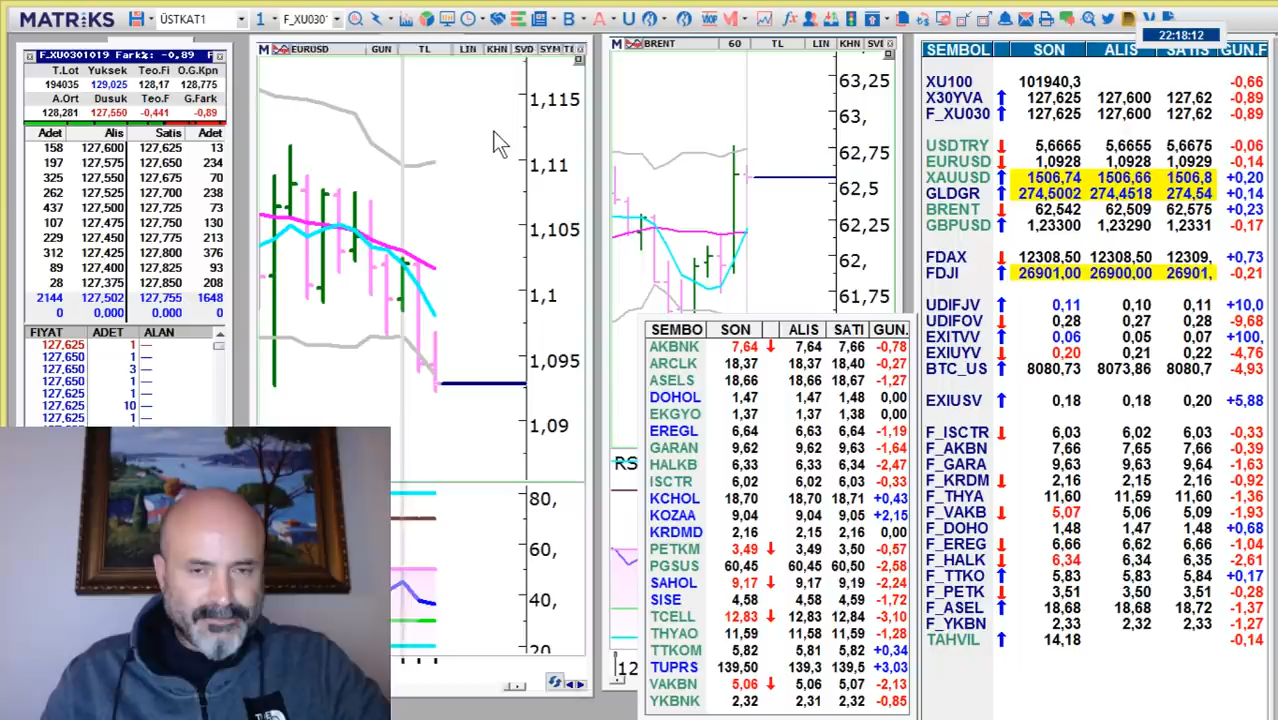 MATRIKS ÜSTKAT1 1 F_XU030
22:18:12
F_XU0301019 Fark%: -0,89 F
T.Lot Yuksek Teo.Fi O.G.Kpn
194035 129,025 128,17 128,775
A.Ort Dusuk Teo.F G.Fark
128,281 127,550 -0,441 -0,89
Adet Alis Satis Adet
158 127,600 127,625 13
197 127,575 127,650 234
325 127,550 127,675 70
262 127,525 127,700 238
437 127,500 127,725 73
107 127,475 127,750 130
229 127,450 127,775 213
312 127,425 127,800 376
89 127,400 127,825 93
28 127,375 127,850 208
2144 127,502 127,755 1648
0,000 0,000
FIYAT ADET ALAN
127,625 1 —
127,650 1 —
127,650 3 —
127,625 1 —
127,625 1 —
127,625 10 —
127,625 1 —
M EURUSD GUN TL LIN KHN SVD SYM
1,115
1,11
1,105
1,1
1,095
1,09
80,
60,
40,
20
M BRENT 60 TL LIN KHN SVI
63,25
63,
62,75
62,5
62,25
62,
61,75
RS
12
SEMBO SON ALIS SATI GUN.
AKBNK 7,64 7,64 7,66 -0,78
ARCLK 18,37 18,37 18,40 -0,27
ASELS 18,66 18,66 18,67 -1,27
DOHOL 1,47 1,47 1,48 0,00
EKGYO 1,37 1,37 1,38 0,00
EREGL 6,64 6,63 6,64 -1,19
GARAN 9,62 9,62 9,63 -1,64
HALKB 6,33 6,33 6,34 -2,47
ISCTR 6,02 6,02 6,03 -0,33
KCHOL 18,70 18,70 18,71 +0,43
KOZAA 9,04 9,04 9,05 +2,15
KRDMD 2,16 2,15 2,16 0,00
PETKM 3,49 3,49 3,50 -0,57
PGSUS 60,45 60,45 60,50 -2,58
SAHOL 9,17 9,17 9,19 -2,24
SISE 4,58 4,58 4,59 -1,72
TCELL 12,83 12,83 12,84 -3,10
THYAO 11,59 11,58 11,59 -1,28
TTKOM 5,82 5,81 5,82 +0,34
TUPRS 139,50 139,3 139,5 +3,03
VAKBN 5,06 5,06 5,07 -2,13
YKBNK 2,32 2,31 2,32 -0,85
SEMBOL SON ALIS SATIS GUN.F
XU100 101940,3 -0,66
X30YVA 127,625 127,600 127,62 -0,89
F_XU030 127,625 127,600 127,62 -0,89
USDTRY 5,6665 5,6655 5,6675 -0,06
EURUSD 1,0928 1,0928 1,0929 -0,14
XAUUSD 1506,74 1506,66 1506,8 +0,20
GLDGR 274,5002 274,4518 274,54 +0,14
BRENT 62,542 62,509 62,575 +0,23
GBPUSD 1,23300 1,23290 1,2331 -0,17
FDAX 12308,50 12308,50 12309, +0,73
FDJI 26901,00 26900,00 26901, -0,21
UDIFJV 0,11 0,10 0,11 +10,0
UDIFOV 0,28 0,27 0,28 -9,68
EXITVV 0,06 0,05 0,07 +100,
EXIUYV 0,20 0,21 0,22 -4,76
BTC_US 8080,73 8073,86 8080,7 -4,93
EXIUSV 0,18 0,18 0,20 +5,88
F_ISCTR 6,03 6,02 6,03 -0,33
F_AKBN 7,66 7,65 7,66 -0,39
F_GARA 9,63 9,63 9,64 -1,63
F_KRDM 2,16 2,15 2,16 -0,92
F_THYA 11,60 11,59 11,60 -1,36
F_VAKB 5,07 5,06 5,09 -1,93
F_DOHO 1,48 1,47 1,48 +0,68
F_EREG 6,66 6,62 6,66 -1,04
F_HALK 6,34 6,34 6,35 -2,61
F_TTKO 5,83 5,83 5,84 +0,17
F_PETK 3,51 3,50 3,51 -0,28
F_ASEL 18,68 18,68 18,72 -1,37
F_YKBN 2,33 2,32 2,33 -1,27
TAHVIL 14,18 -0,14